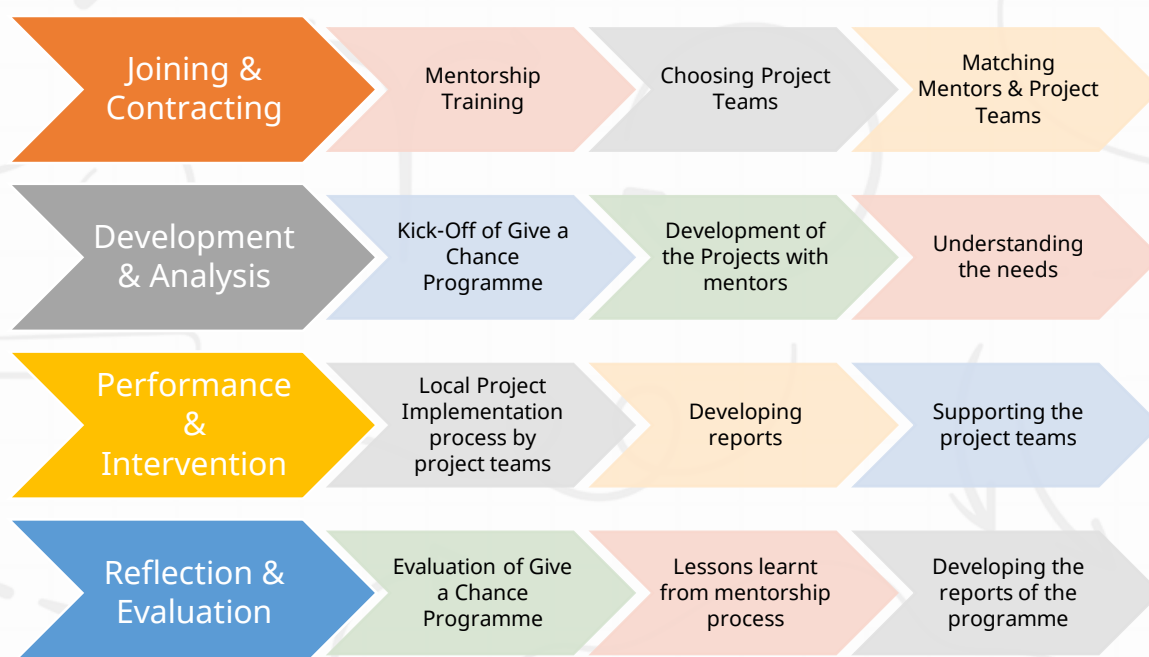 Joining &
Contracting
Mentorship
Training
Choosing Project
Teams
Matching
Mentors & Project
Teams
Development
& Analysis
Kick-Off of Give a
Chance
Programme
Development of
the Projects with
mentors
Understanding
the needs
Performance
&
Intervention
Local Project
Implementation
process by
project teams
Developing
reports
Supporting the
project teams
Reflection &
Evaluation
Evaluation of Give
a Chance
Programme
Lessons learnt
from mentorship
process
Developing the
reports of the
programme